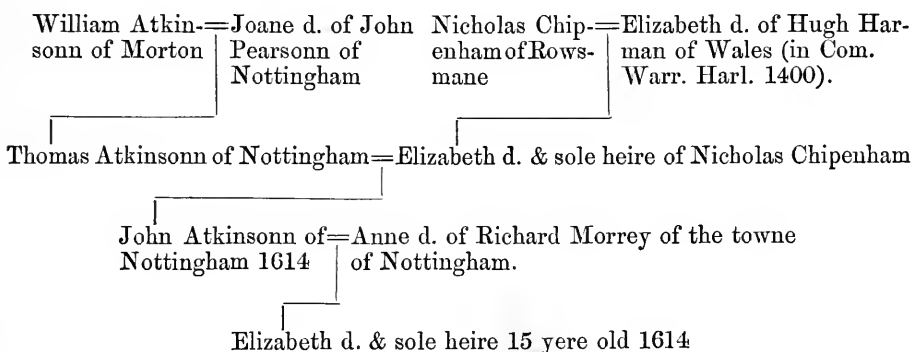 William Atkin-=Joane d. of John Nicholas Chip-=Elizabeth d. of Hugh Har-
sonn of Morton Pearsonn of enham of Rows- man of Wales (in Com.
Nottingham mane Warr. Harl. 1400).
Thomas Atkinsonn of Nottingham=Elizabeth d. & sole heire of Nicholas Chipenham
John Atkinsonn of=Anne d. of Richard Morrey of the towne
Nottingham 1614 of Nottingham.
Elizabeth d. & sole heire 15 yere old 1614